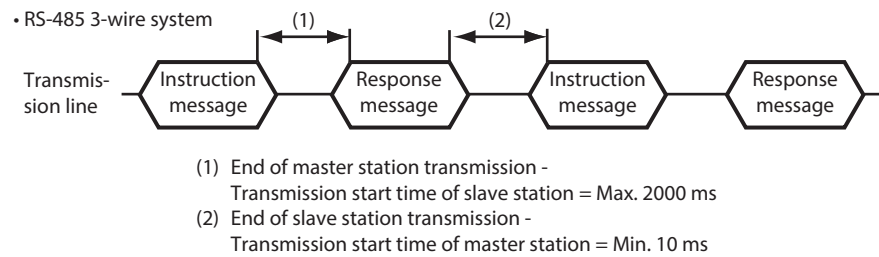 • RS-485 3-wire system
(1)
(2)
Transmis-
sion line
Instruction
message
Response
message
Instruction
message
Response
message
(1) End of master station transmission -
Transmission start time of slave station = Max. 2000 ms
(2) End of slave station transmission -
Transmission start time of master station = Min. 10 ms